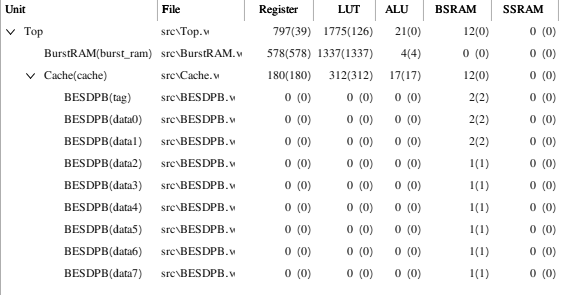 Unit File Register LUT ALU BSRAM SSRAM
Top src\Top.v 797(39) 1775(126) 21(0) 12(0) 0 (0)
BurstRAM(burst_ram) src\BurstRAM.v 578(578) 1337(1337) 4(4) 0 (0) 0 (0)
Cache(cache) src\Cache.v 180(180) 312(312) 17(17) 12(0) 0 (0)
BESDPB(tag) src\BESDPB.v 0 (0) 0 (0) 0 (0) 2(2) 0 (0)
BESDPB(data0) src\BESDPB.v 0 (0) 0 (0) 0 (0) 2(2) 0 (0)
BESDPB(data1) src\BESDPB.v 0 (0) 0 (0) 0 (0) 2(2) 0 (0)
BESDPB(data2) src\BESDPB.v 0 (0) 0 (0) 0 (0) 1(1) 0 (0)
BESDPB(data3) src\BESDPB.v 0 (0) 0 (0) 0 (0) 1(1) 0 (0)
BESDPB(data4) src\BESDPB.v 0 (0) 0 (0) 0 (0) 1(1) 0 (0)
BESDPB(data5) src\BESDPB.v 0 (0) 0 (0) 0 (0) 1(1) 0 (0)
BESDPB(data6) src\BESDPB.v 0 (0) 0 (0) 0 (0) 1(1) 0 (0)
BESDPB(data7) src\BESDPB.v 0 (0) 0 (0) 0 (0) 1(1) 0 (0)